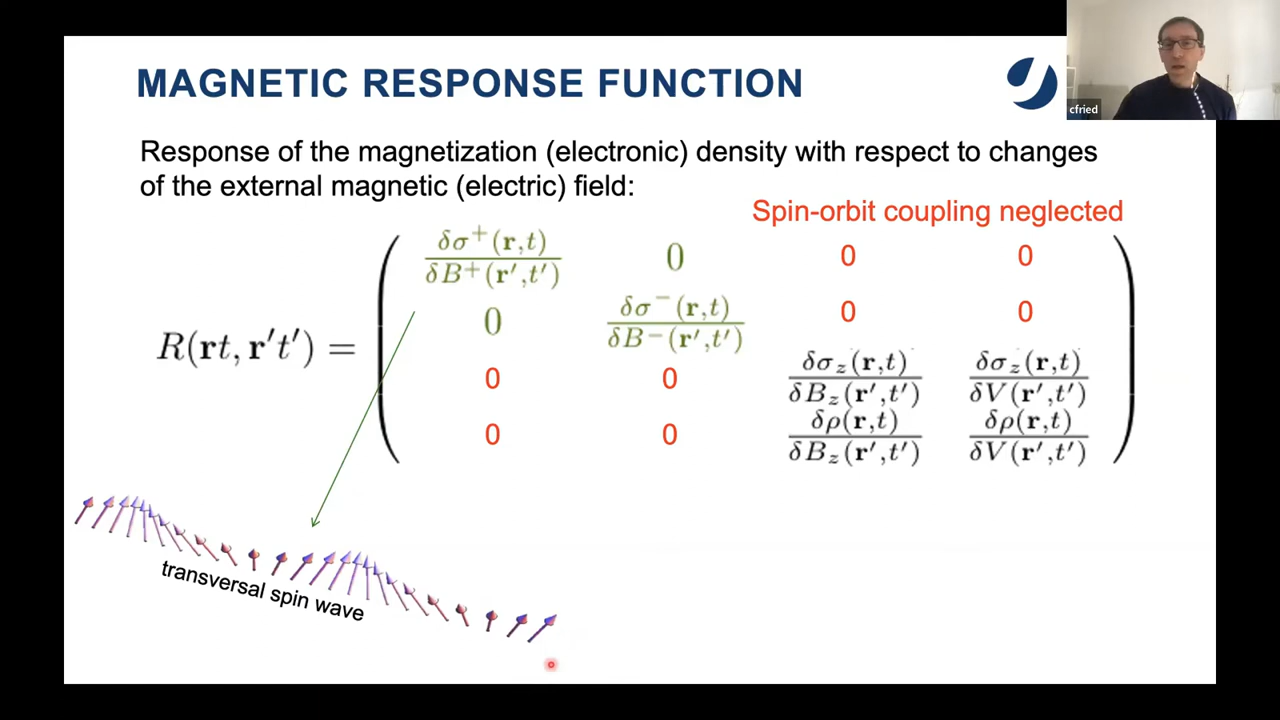 MAGNETIC RESPONSE FUNCTION
cfried
Response of the magnetization (electronic) density with respect to changes
of the external magnetic (electric) field:
Spin-orbit coupling neglected
R(rt, r′t′) =
δσ⁺(r,t)/δB⁺(r′,t′) 0 0 0
0 δσ⁻(r,t)/δB⁻(r′,t′) 0 0
0 0 δσ_z(r,t)/δB_z(r′,t′) δσ_z(r,t)/δV(r′,t′)
0 0 δρ(r,t)/δB_z(r′,t′) δρ(r,t)/δV(r′,t′)
transversal spin wave